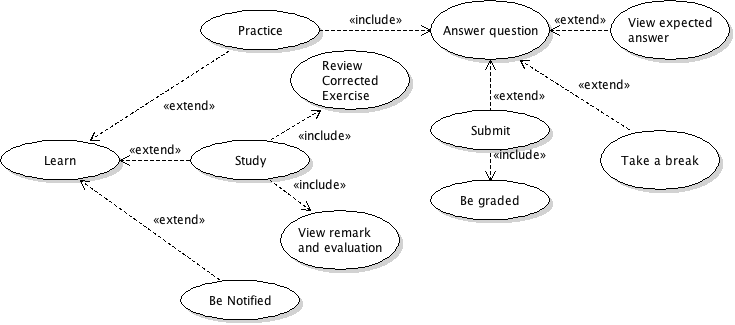 Practice
«include»
Answer question
«extend»
View expected
answer
Review
Corrected
Exercise
«extend»
«extend»
«extend»
«include»
Submit
Learn
«extend»
Study
«include»
Take a break
«include»
Be graded
«extend»
View remark
and evaluation
Be Notified